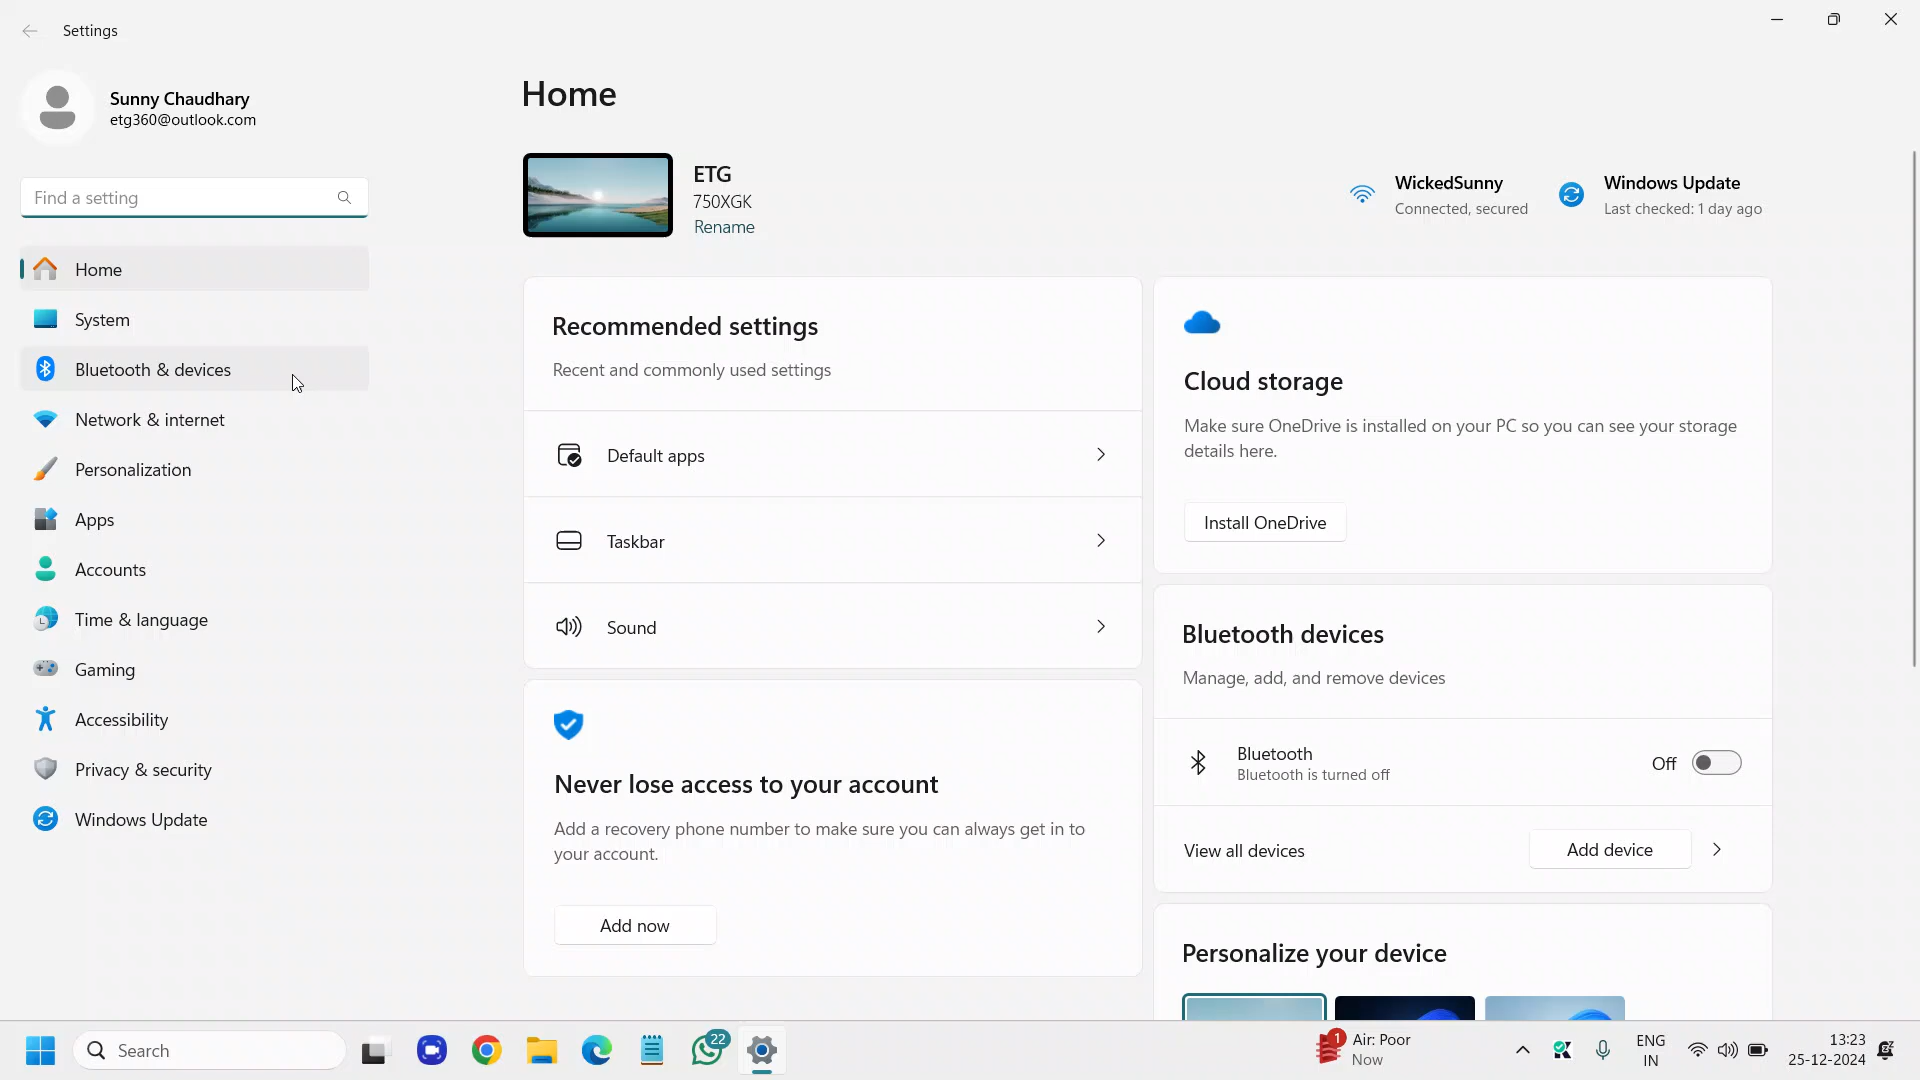 Settings
Sunny Chaudhary
etg360@outlook.com
Find a setting
Home
System
Bluetooth & devices
Network & internet
Personalization
Apps
Accounts
Time & language
Gaming
Accessibility
Privacy & security
Windows Update
Home
ETG
750XGK
Rename
WickedSunny
Connected, secured
Windows Update
Last checked: 1 day ago
Recommended settings
Recent and commonly used settings
Default apps
Taskbar
Sound
Never lose access to your account
Add a recovery phone number to make sure you can always get in to
your account.
Add now
Cloud storage
Make sure OneDrive is installed on your PC so you can see your storage
details here.
Install OneDrive
Bluetooth devices
Manage, add, and remove devices
Bluetooth
Bluetooth is turned off
Off
View all devices
Add device
Personalize your device
Search
22
1
Air: Poor
Now
ENG
IN
13:23
25-12-2024